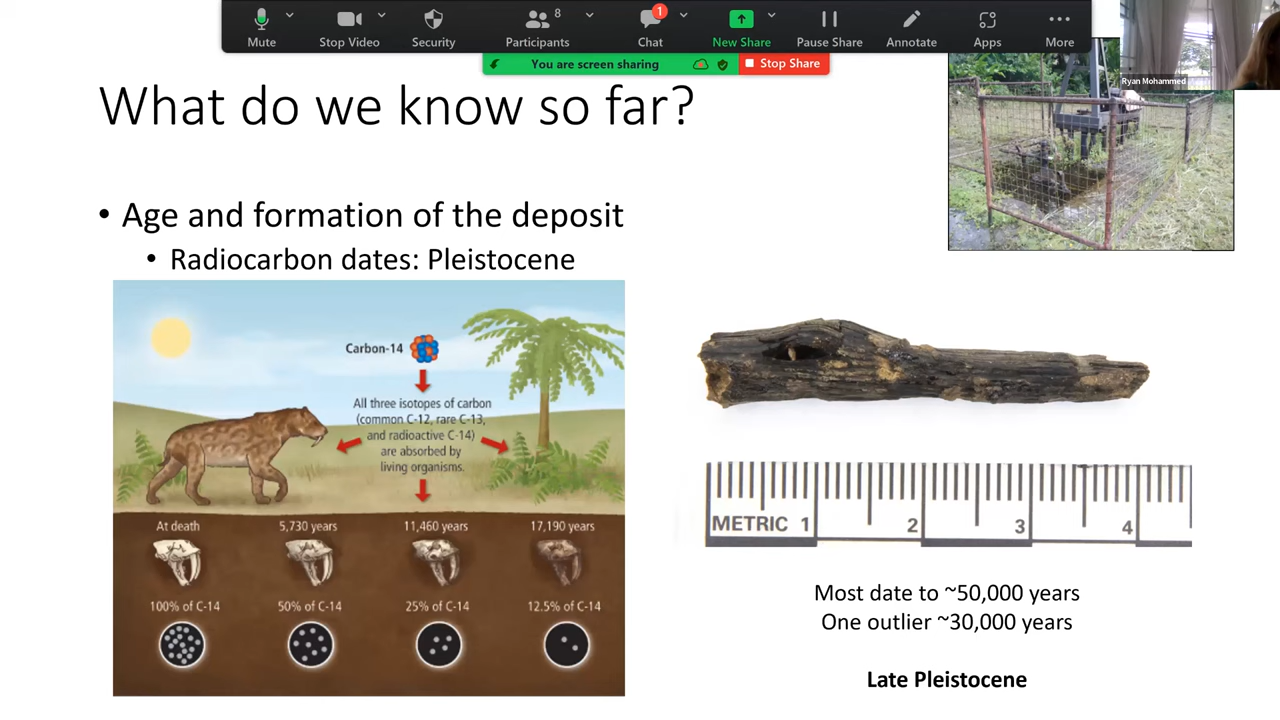 8
1
Mute
Stop Video
Security
Participants
Chat
New Share
Pause Share
Annotate
Apps
More
You are screen sharing
Stop Share
Ryan Mohammed
What do we know so far?
• Age and formation of the deposit
• Radiocarbon dates: Pleistocene
Carbon-14
All three isotopes of carbon
(common C-12, rare C-13,
and radioactive C-14)
are absorbed by
living organisms.
At death
5,730 years
11,460 years
17,190 years
100% of C-14
50% of C-14
25% of C-14
12.5% of C-14
METRIC 1
2
3
4
Most date to ~50,000 years
One outlier ~30,000 years
Late Pleistocene